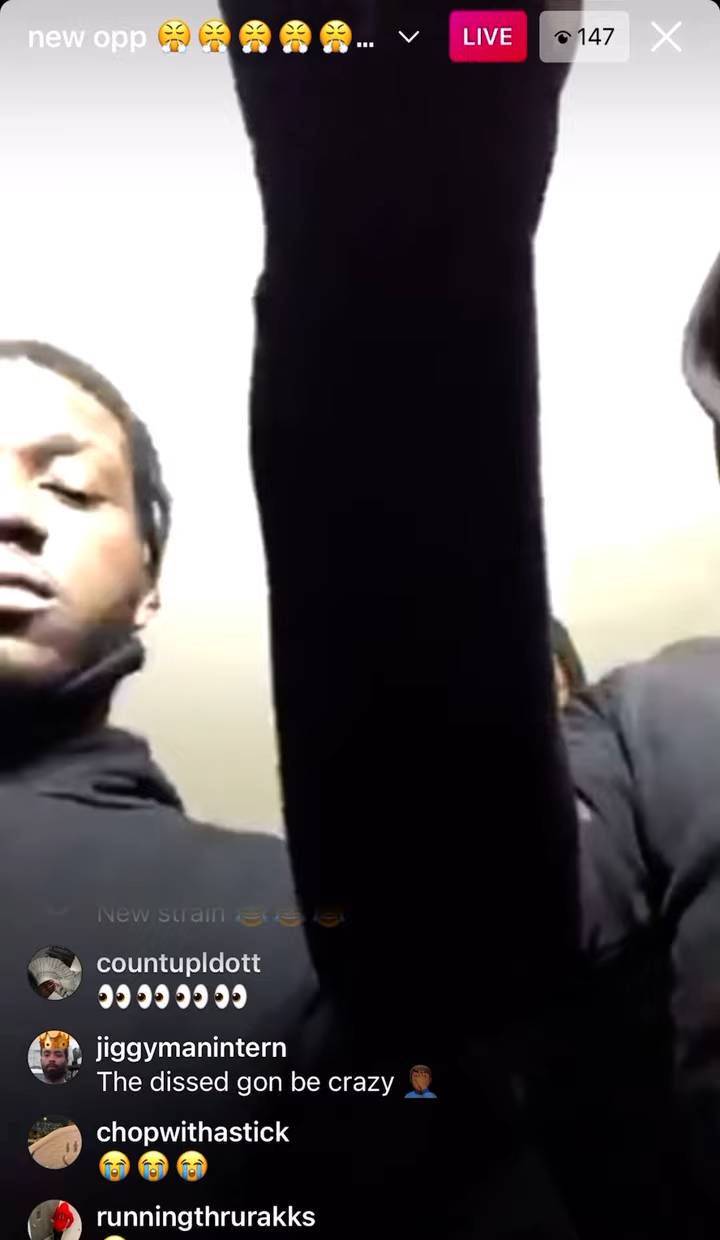 new opp 😤😤😤😤😤...
LIVE
147
New strain 😂😂😂
countupldott
👀👀👀👀
jiggymanintern
The dissed gon be crazy 🤦🏾‍♂️
chopwithastick
😭😭😭
runningthrurakks